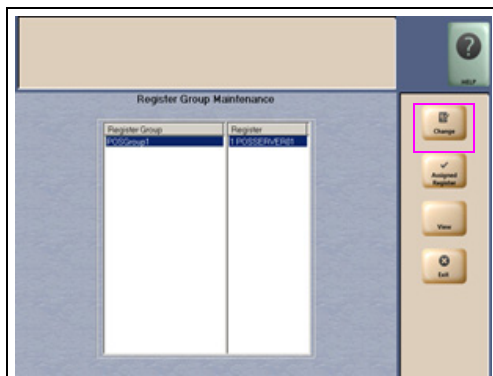 HELP
Register Group Maintenance
Register Group
Register
POSGroup1
1 POSSERVER01
Change
Assigned
Register
View
Exit